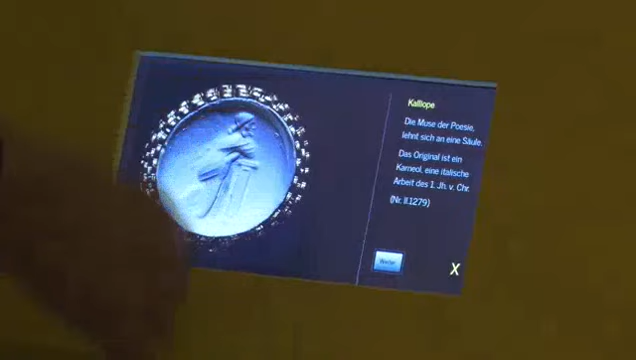 Kalliope
Die Muse der Poesie,
lehnt sich an eine Säule.
Das Original ist ein
Karneol, eine italische
Arbeit des 1. Jh. v. Chr.
(Nr. II.1279)
Weiter
X